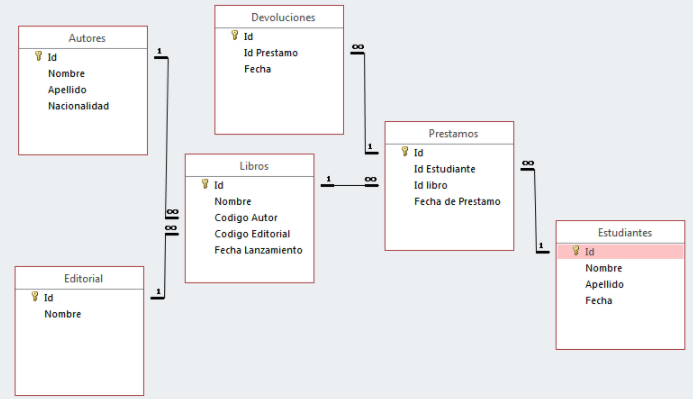 Autores
Id
Nombre
Apellido
Nacionalidad
Devoluciones
Id
Id Prestamo
Fecha
Prestamos
Id
Id Estudiante
Id libro
Fecha de Prestamo
Libros
Id
Nombre
Codigo Autor
Codigo Editorial
Fecha Lanzamiento
Estudiantes
Id
Nombre
Apellido
Fecha
Editorial
Id
Nombre
1
∞
∞
1
1
∞
∞
1
∞
1